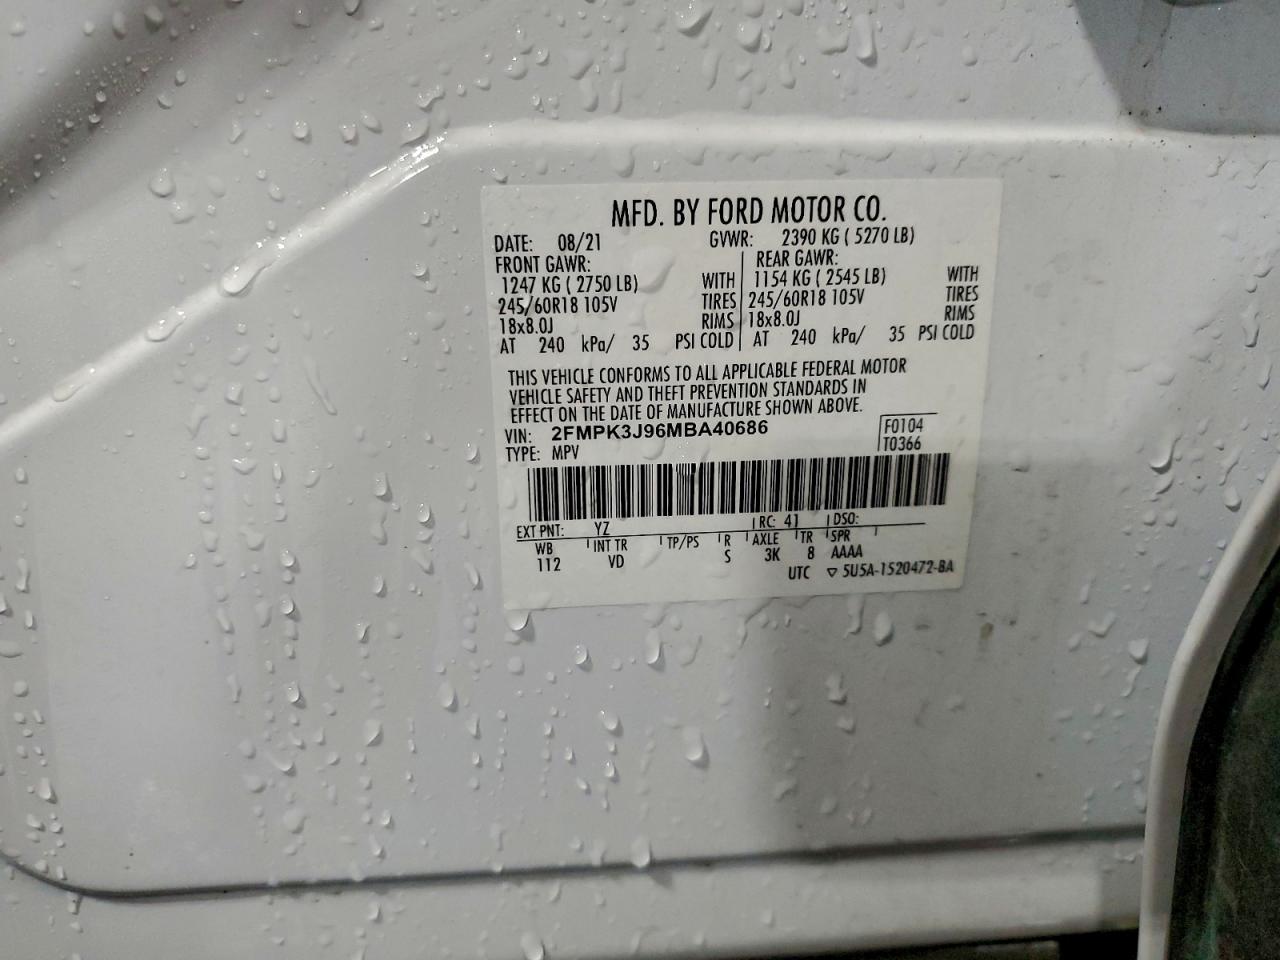 MFD. BY FORD MOTOR CO.
DATE: 08/21 GVWR: 2390 KG ( 5270 LB)
FRONT GAWR: REAR GAWR:
1247 KG ( 2750 LB) WITH 1154 KG ( 2545 LB) WITH
245/60R18 105V TIRES 245/60R18 105V TIRES
18x8.0J RIMS 18x8.0J RIMS
AT 240 kPa/ 35 PSI COLD AT 240 kPa/ 35 PSI COLD
THIS VEHICLE CONFORMS TO ALL APPLICABLE FEDERAL MOTOR
VEHICLE SAFETY AND THEFT PREVENTION STANDARDS IN
EFFECT ON THE DATE OF MANUFACTURE SHOWN ABOVE.
VIN: 2FMPK3J96MBA40686 F0104
TYPE: MPV T0366
EXT PNT: YZ RC: 41 DSO:
WB INT TR TP/PS R AXLE TR SPR
112 VD S 3K 8 AAAA
UTC ▽ 5U5A-1520472-BA